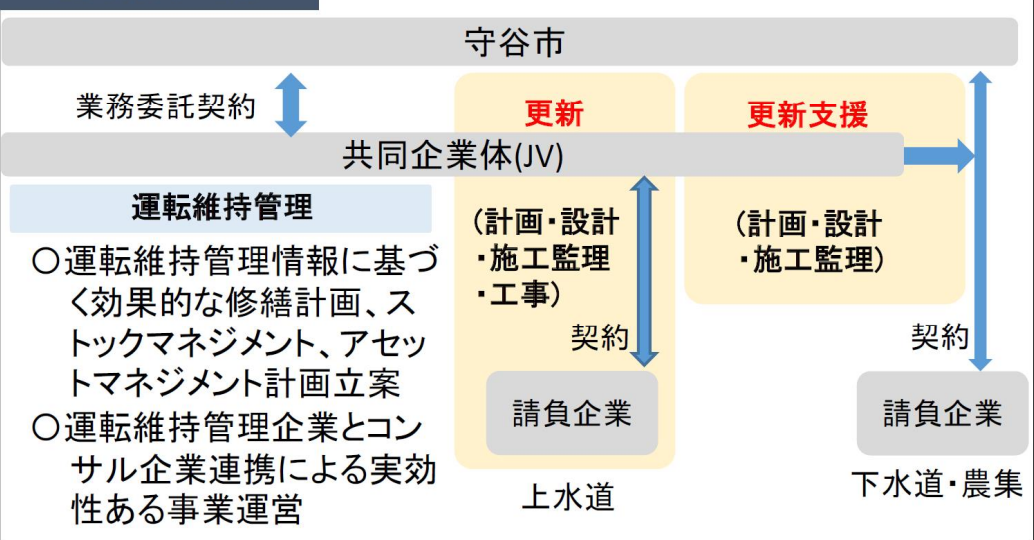 守谷市
業務委託契約
更新
更新支援
共同企業体(JV)
運転維持管理
○運転維持管理情報に基づ
く効果的な修繕計画、ス
トックマネジメント、アセッ
トマネジメント計画立案
○運転維持管理企業とコン
サル企業連携による実効
性ある事業運営
(計画・設計
・施工監理
・工事)
契約
請負企業
上水道
(計画・設計
・施工監理)
契約
請負企業
下水道・農集